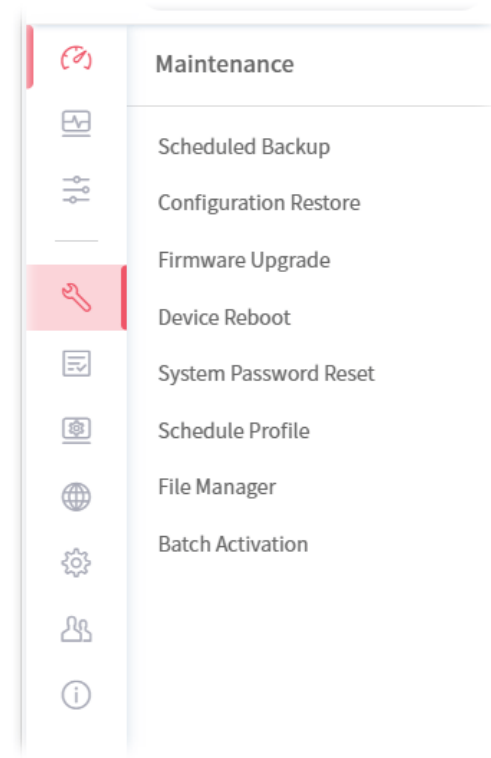 Maintenance
Scheduled Backup
Configuration Restore
Firmware Upgrade
Device Reboot
System Password Reset
Schedule Profile
File Manager
Batch Activation